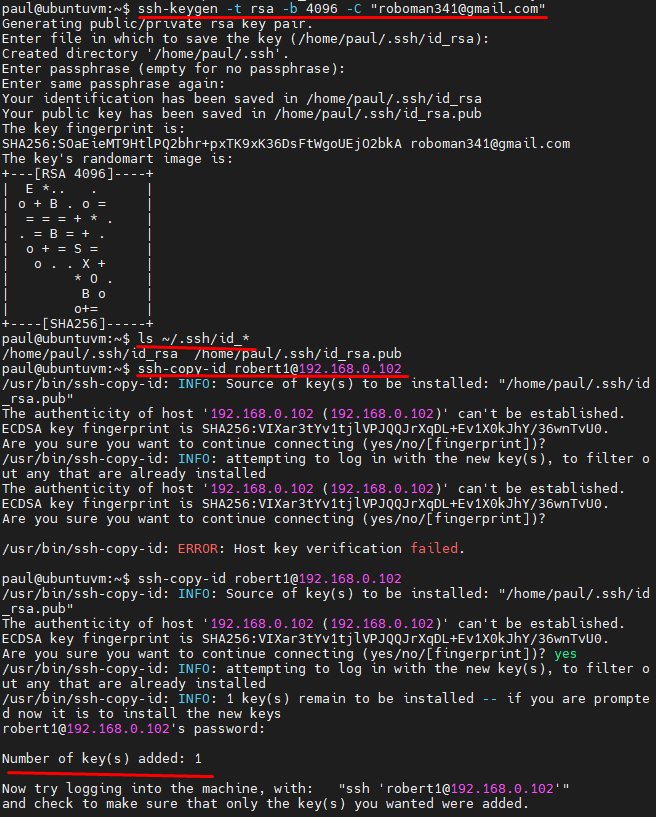 paul@ubuntuvm:~$ ssh-keygen -t rsa -b 4096 -C "roboman341@gmail.com"
Generating public/private rsa key pair.
Enter file in which to save the key (/home/paul/.ssh/id_rsa):
Created directory '/home/paul/.ssh'.
Enter passphrase (empty for no passphrase):
Enter same passphrase again:
Your identification has been saved in /home/paul/.ssh/id_rsa
Your public key has been saved in /home/paul/.ssh/id_rsa.pub
The key fingerprint is:
SHA256:SOaEieMT9HtlPQ2bhr+pxTK9xK36DsFtWgoUEjO2bkA roboman341@gmail.com
The key's randomart image is:
+---[RSA 4096]----+
|  E *..   .      |
| o + B . o =     |
|  = = = + * .    |
| . = B = + .     |
|  o + = S =      |
|   o . . X +     |
|        * O .    |
|         B o     |
|        o+=      |
+----[SHA256]-----+
paul@ubuntuvm:~$ ls ~/.ssh/id_*
/home/paul/.ssh/id_rsa  /home/paul/.ssh/id_rsa.pub
paul@ubuntuvm:~$ ssh-copy-id robert1@192.168.0.102
/usr/bin/ssh-copy-id: INFO: Source of key(s) to be installed: "/home/paul/.ssh/id
_rsa.pub"
The authenticity of host '192.168.0.102 (192.168.0.102)' can't be established.
ECDSA key fingerprint is SHA256:VIXar3tYv1tjlVPJQQJrXqDL+Ev1X0kJhY/36wnTvU0.
Are you sure you want to continue connecting (yes/no/[fingerprint])?
/usr/bin/ssh-copy-id: INFO: attempting to log in with the new key(s), to filter o
ut any that are already installed
The authenticity of host '192.168.0.102 (192.168.0.102)' can't be established.
ECDSA key fingerprint is SHA256:VIXar3tYv1tjlVPJQQJrXqDL+Ev1X0kJhY/36wnTvU0.
Are you sure you want to continue connecting (yes/no/[fingerprint])?
/usr/bin/ssh-copy-id: ERROR: Host key verification failed.
paul@ubuntuvm:~$ ssh-copy-id robert1@192.168.0.102
/usr/bin/ssh-copy-id: INFO: Source of key(s) to be installed: "/home/paul/.ssh/id
_rsa.pub"
The authenticity of host '192.168.0.102 (192.168.0.102)' can't be established.
ECDSA key fingerprint is SHA256:VIXar3tYv1tjlVPJQQJrXqDL+Ev1X0kJhY/36wnTvU0.
Are you sure you want to continue connecting (yes/no/[fingerprint])? yes
/usr/bin/ssh-copy-id: INFO: attempting to log in with the new key(s), to filter o
ut any that are already installed
/usr/bin/ssh-copy-id: INFO: 1 key(s) remain to be installed -- if you are prompte
d now it is to install the new keys
robert1@192.168.0.102's password:
Number of key(s) added: 1
Now try logging into the machine, with:   "ssh 'robert1@192.168.0.102'"
and check to make sure that only the key(s) you wanted were added.